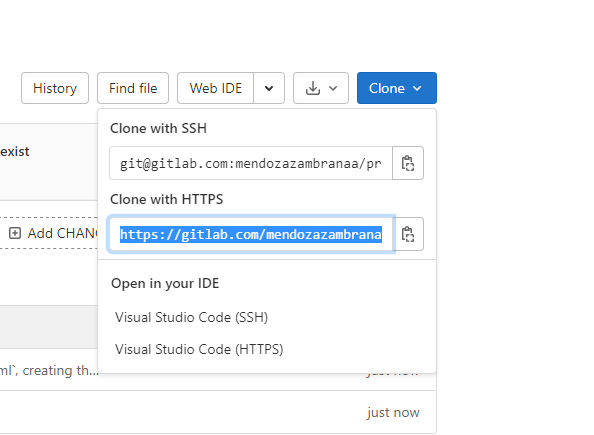 History
Find file
Web IDE
Clone
Clone with SSH
exist
git@gitlab.com:mendozazambranaa/pr
Clone with HTTPS
Add CHANG
https://gitlab.com/mendozazambrana
Open in your IDE
Visual Studio Code (SSH)
Visual Studio Code (HTTPS)
ml`, creating th...
just now
just now